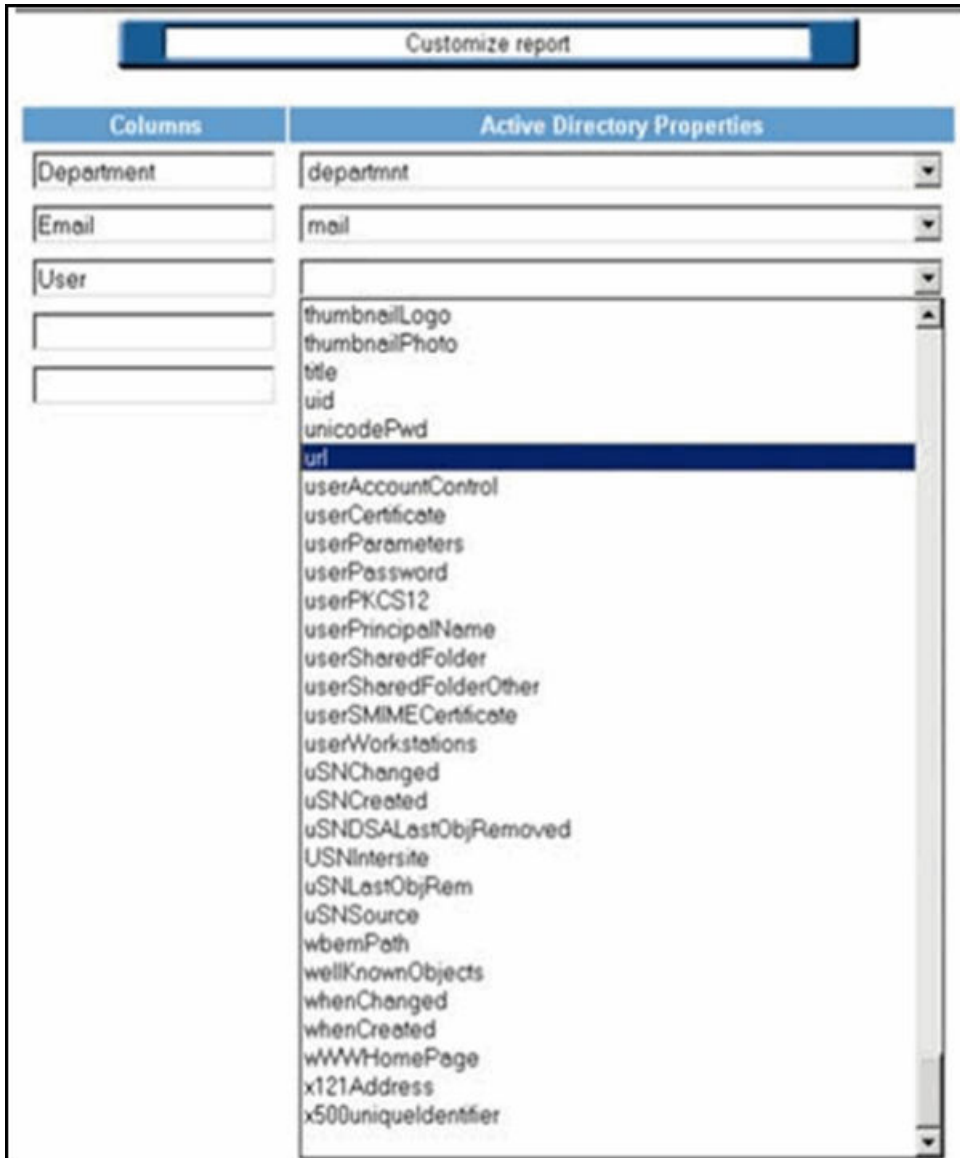 Customize report
Columns Active Directory Properties
Department departmnt
Email mail
User
thumbnailLogo
thumbnailPhoto
title
uid
unicodePwd
url
userAccountControl
userCertificate
userParameters
userPassword
userPKCS12
userPrincipalName
userSharedFolder
userSharedFolderOther
userSMIMECertificate
userWorkstations
uSNChanged
uSNCreated
uSNDSALastObjRemoved
USNIntersite
uSNLastObjRem
uSNSource
wbemPath
wellKnownObjects
whenChanged
whenCreated
wWWHomePage
x121Address
x500uniqueIdentifier